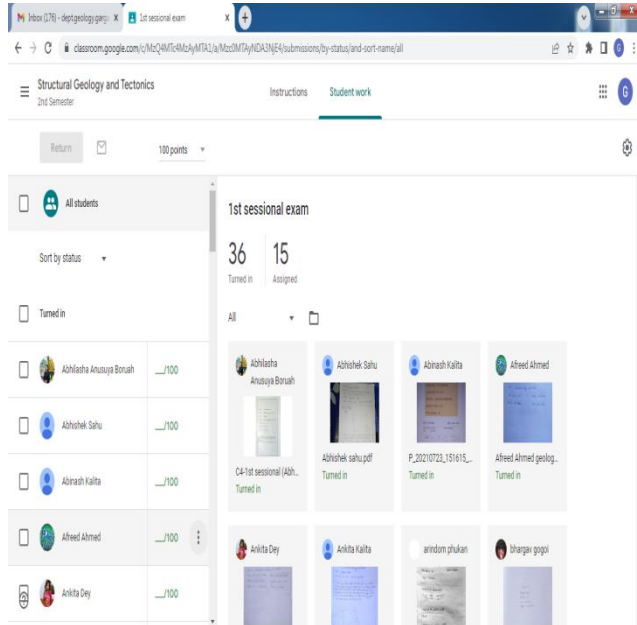 Inbox (176) - dept.geology.garg
1st sessional exam
classroom.google.com/c/MzQ4MTc4MzAyMTA1/a/Mzc0MTAyNDA3NjE4/submissions/by-status/and-sort-name/all
Structural Geology and Tectonics
2nd Semester
Instructions
Student work
G
Return
100 points
All students
Sort by status
Turned in
Abhilasha Anusuya Boruah
__/100
Abhishek Sahu
__/100
Abinash Kalita
__/100
Afreed Ahmed
__/100
Ankita Dey
__/100
1st sessional exam
36
15
Turned in
Assigned
All
Abhilasha
Anusuya Boruah
C4-1st sessional (Abh...
Turned in
Abhishek Sahu
Abhishek sahu.pdf
Turned in
Abinash Kalita
P_20210723_151615_...
Turned in
Afreed Ahmed
Afreed Ahmed geolog...
Turned in
Ankita Dey
Ankita Kalita
arindom phukan
bhargav gogoi